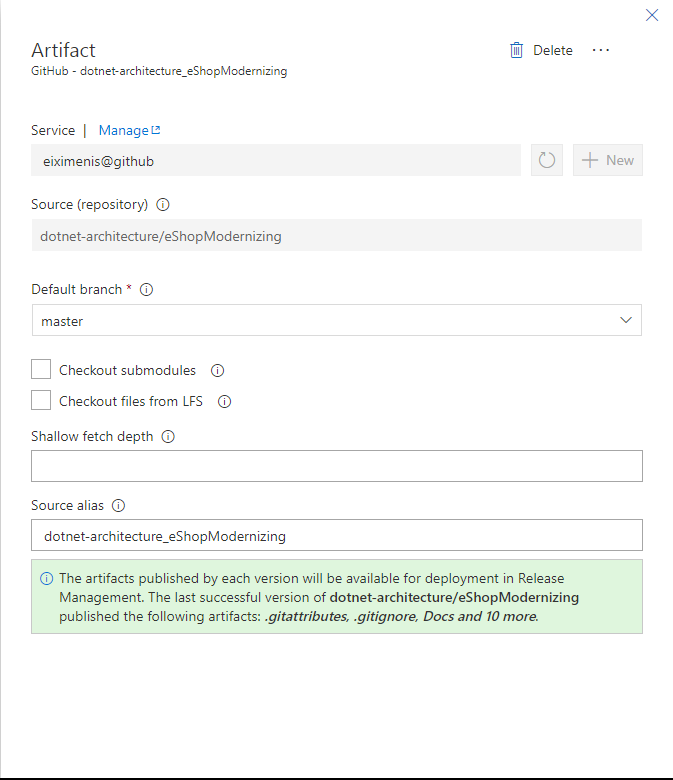 Artifact
Delete ...
GitHub - dotnet-architecture_eShopModernizing
Service | Manage
eiximenis@github
New
Source (repository)
dotnet-architecture/eShopModernizing
Default branch *
master
Checkout submodules
Checkout files from LFS
Shallow fetch depth
Source alias
dotnet-architecture_eShopModernizing
The artifacts published by each version will be available for deployment in Release
Management. The last successful version of dotnet-architecture/eShopModernizing
published the following artifacts: .gitattributes, .gitignore, Docs and 10 more.